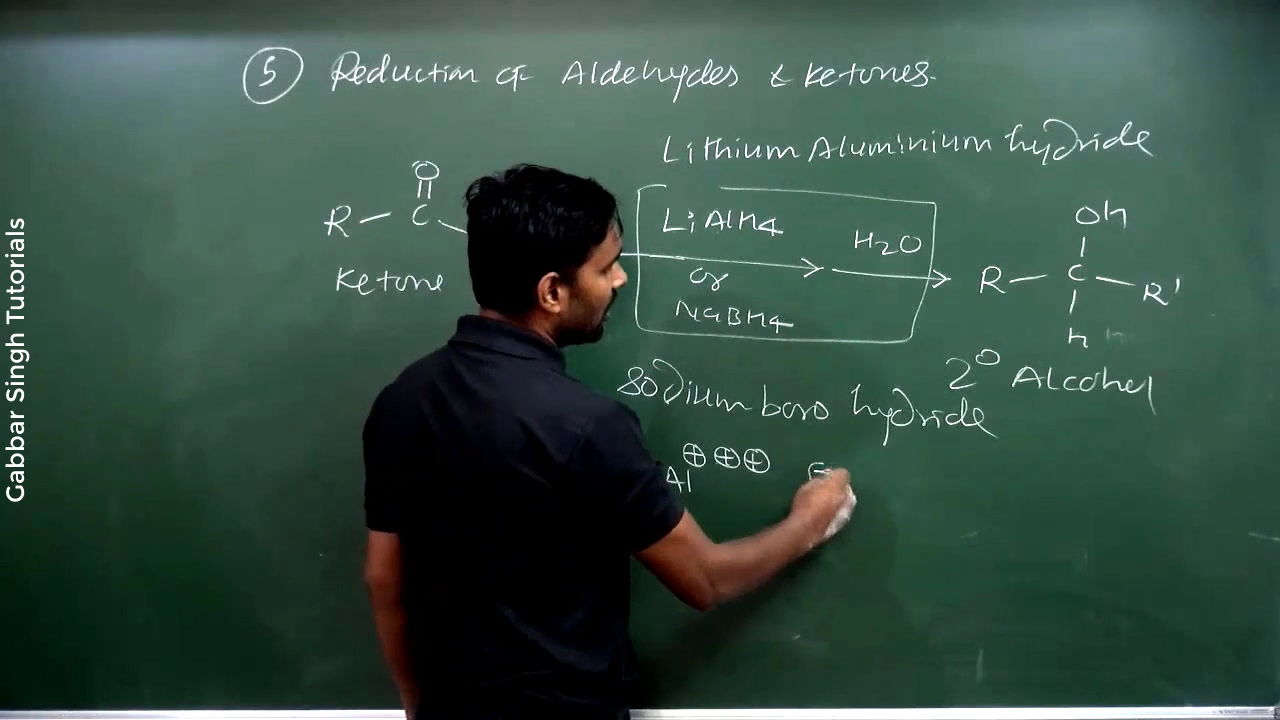 Gabbar Singh Tutorials
5 Reduction of Aldehydes & Ketones
Lithium Aluminium hydride
O
R - C
Ketone
LiAlH4
or
NaBH4
H2O
OH
R - C - R'
H
2° Alcohol
Sodium boro hydride
Al ⊕⊕⊕